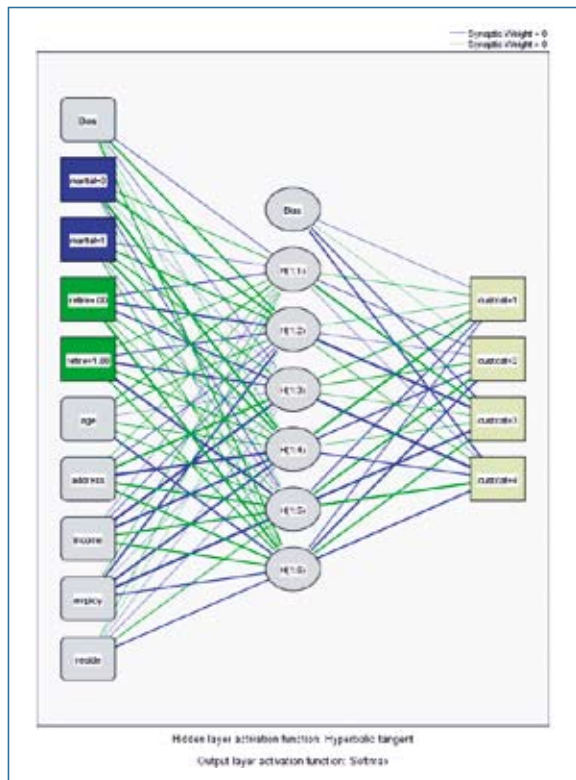 Synaptic Weight
Synaptic Weight
Bias
marital=0
marital=1
retire=.00
retire=1.00
age
address
income
employ
reside
Bias
H(1:1)
H(1:2)
H(1:3)
H(1:4)
H(1:5)
H(1:6)
custcat=1
custcat=2
custcat=3
custcat=4
Hidden layer activation function: Hyperbolic tangent
Output layer activation function: Softmax